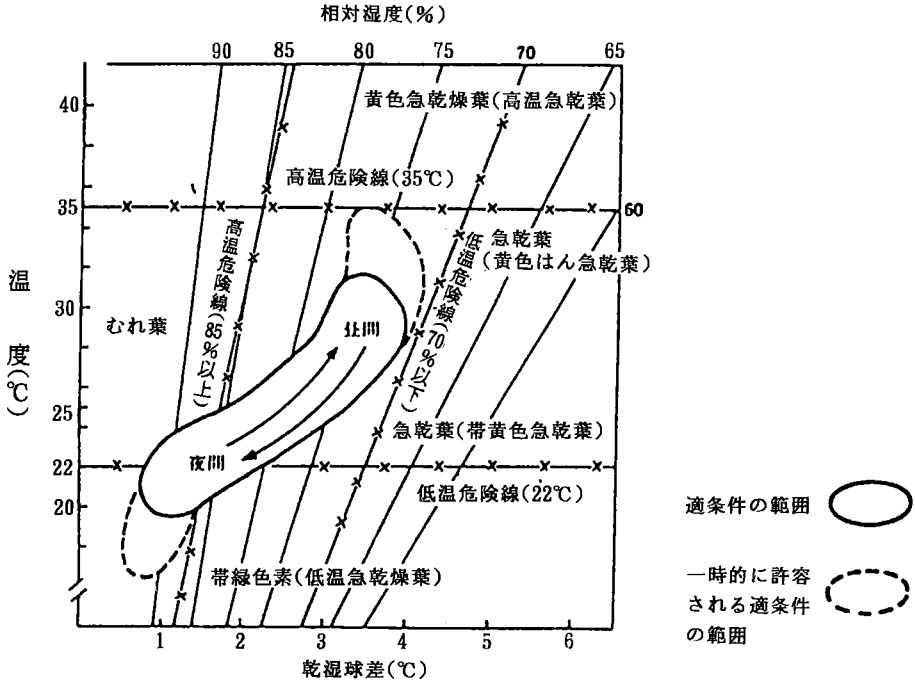 相対湿度(%)
90 85 80 75 70 65
黄色急乾燥葉(高温急乾葉)
40
高温危険線(35℃)
35
60
高温危険線(85%以上)
低温危険線(70%以下)
急乾葉
(黄色はん急乾葉)
温度(℃)
30
むれ葉
昼間
25
急乾葉(帯黄色急乾葉)
夜間
22
低温危険線(22℃)
20
適条件の範囲
帯緑色素(低温急乾燥葉)
一時的に許容
される適条件
の範囲
1 2 3 4 5 6
乾湿球差(℃)